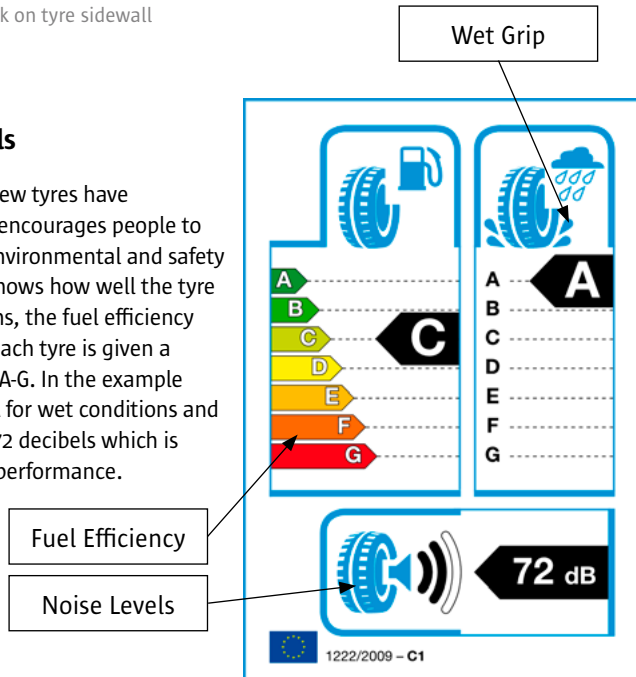 k on tyre sidewall
Wet Grip
ls
ew tyres have
encourages people to
nvironmental and safety
hows how well the tyre
ns, the fuel efficiency
ach tyre is given a
A-G. In the example
for wet conditions and
72 decibels which is
performance.
A
B
C
D
E
F
G
C
A
B
C
D
E
F
G
A
Fuel Efficiency
Noise Levels
72 dB
1222/2009 – C1